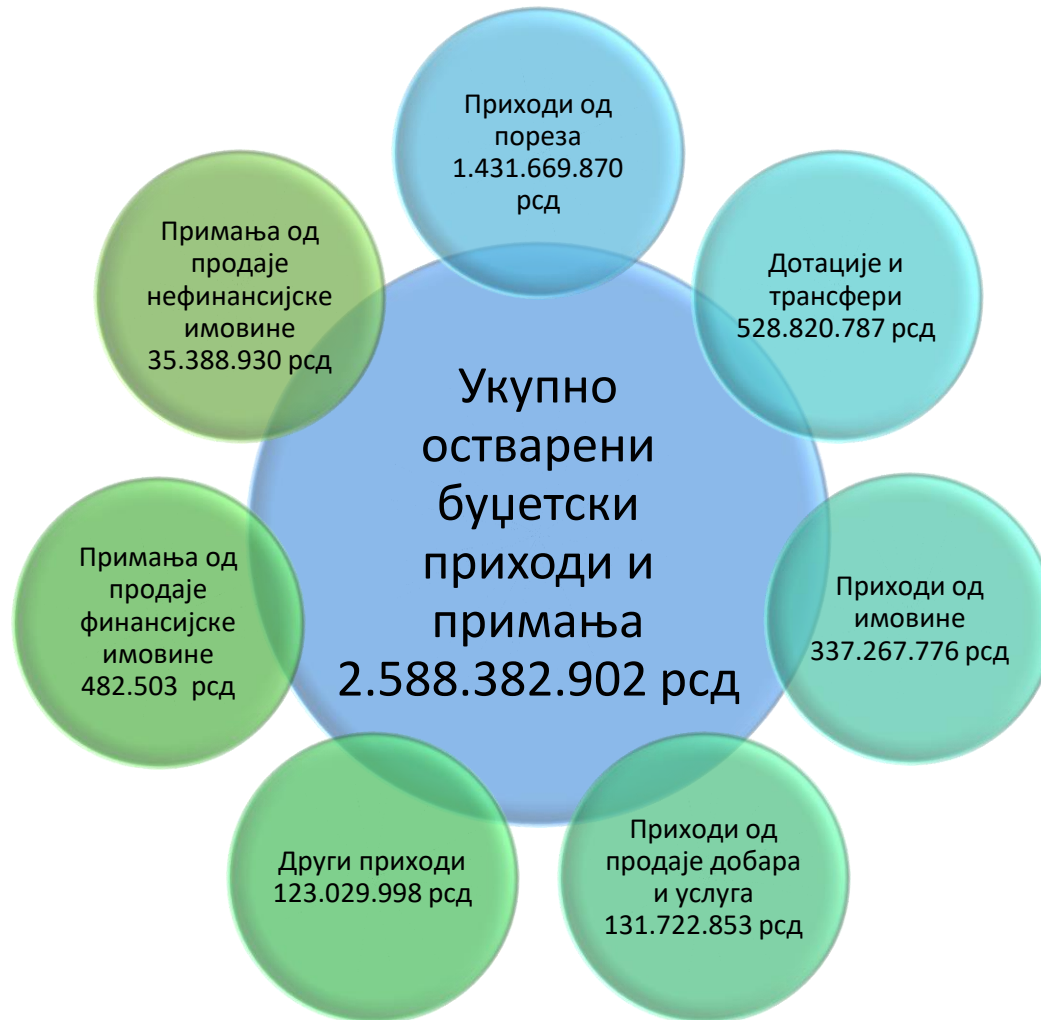 Приходи од
пореза
1.431.669.870
рсд
Дотације и
трансфери
528.820.787 рсд
Приходи од
имовине
337.267.776 рсд
Приходи од
продаје добара
и услуга
131.722.853 рсд
Други приходи
123.029.998 рсд
Примања од
продаје
финансијске
имовине
482.503 рсд
Примања од
продаје
нефинансијске
имовине
35.388.930 рсд
Укупно
остварени
буџетски
приходи и
примања
2.588.382.902 рсд